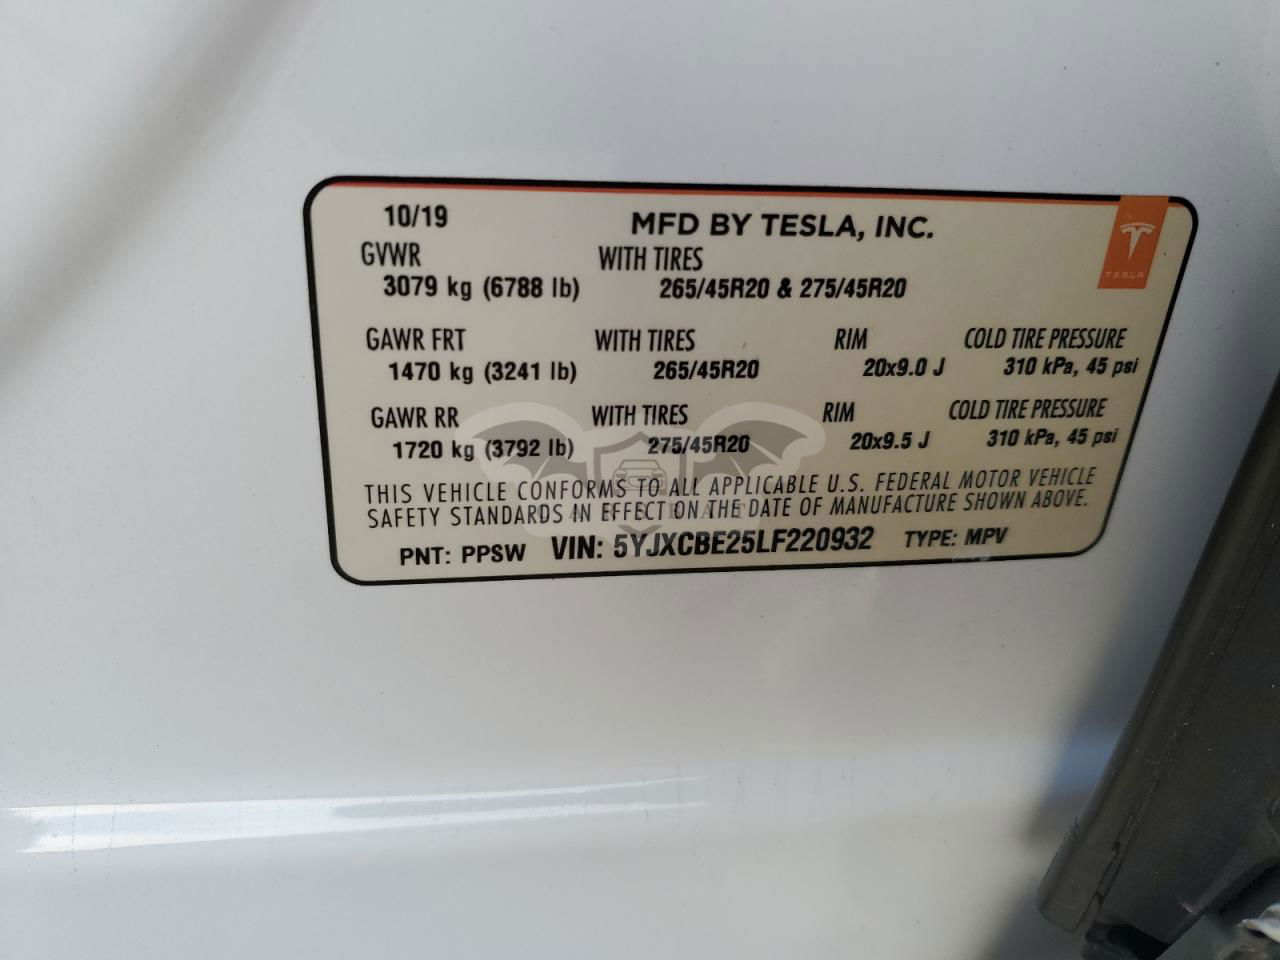 10/19 MFD BY TESLA, INC.
TESLA
GVWR WITH TIRES
3079 kg (6788 lb) 265/45R20 & 275/45R20
GAWR FRT WITH TIRES RIM COLD TIRE PRESSURE
1470 kg (3241 lb) 265/45R20 20x9.0 J 310 kPa, 45 psi
GAWR RR WITH TIRES RIM COLD TIRE PRESSURE
1720 kg (3792 lb) 275/45R20 20x9.5 J 310 kPa, 45 psi
THIS VEHICLE CONFORMS TO ALL APPLICABLE U.S. FEDERAL MOTOR VEHICLE
SAFETY STANDARDS IN EFFECT ON THE DATE OF MANUFACTURE SHOWN ABOVE.
PNT: PPSW VIN: 5YJXCBE25LF220932 TYPE: MPV